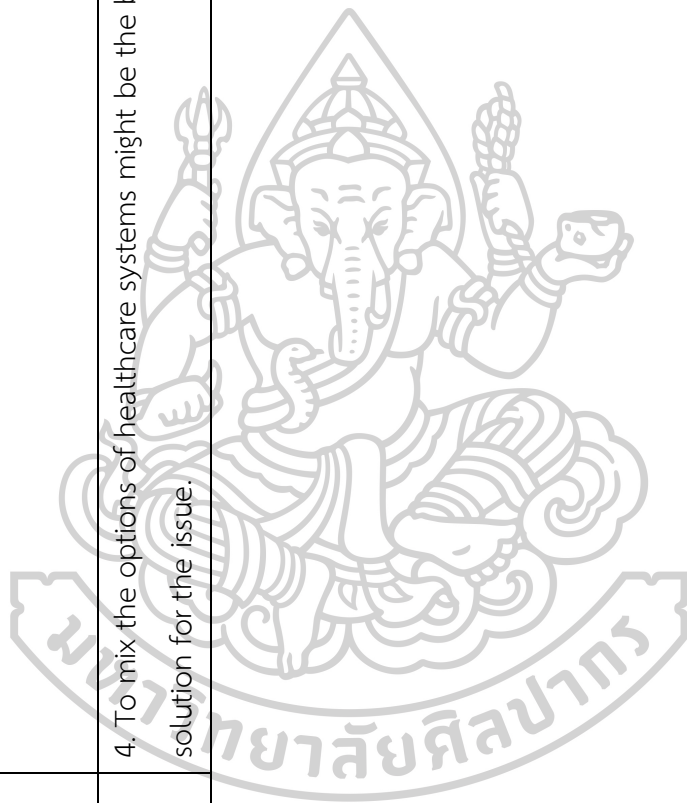 4. To mix the options of healthcare systems might be the
solution for the issue.
มหาวิทยาลัยศิลปากร